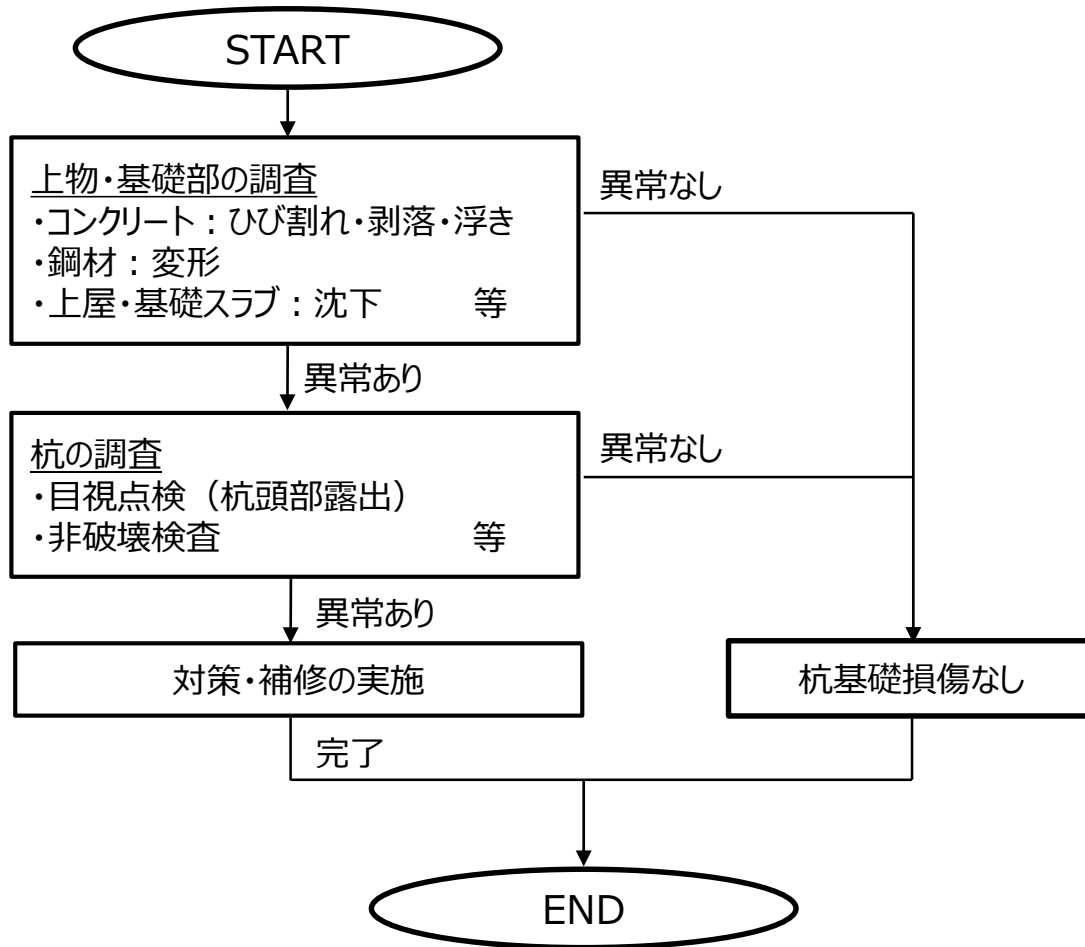 START
上物・基礎部の調査
・コンクリート：ひび割れ・剥落・浮き
・鋼材：変形
・上屋・基礎スラブ：沈下 等
異常なし
異常あり
杭の調査
・目視点検（杭頭部露出）
・非破壊検査 等
異常なし
異常あり
対策・補修の実施
杭基礎損傷なし
完了
END